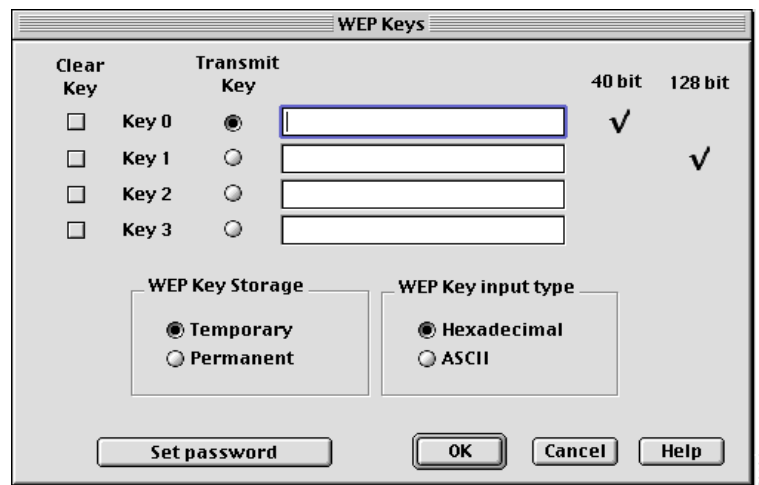 WEP Keys
Clear Key
Transmit Key
40 bit
128 bit
Key 0
√
Key 1
√
Key 2
Key 3
WEP Key Storage
Temporary
Permanent
WEP Key input type
Hexadecimal
ASCII
Set password
OK
Cancel
Help